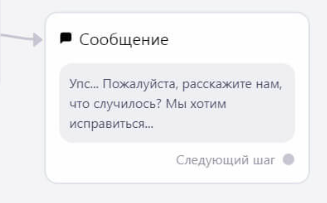 Сообщение
Упс... Пожалуйста, расскажите нам,
что случилось? Мы хотим
исправиться...
Следующий шаг